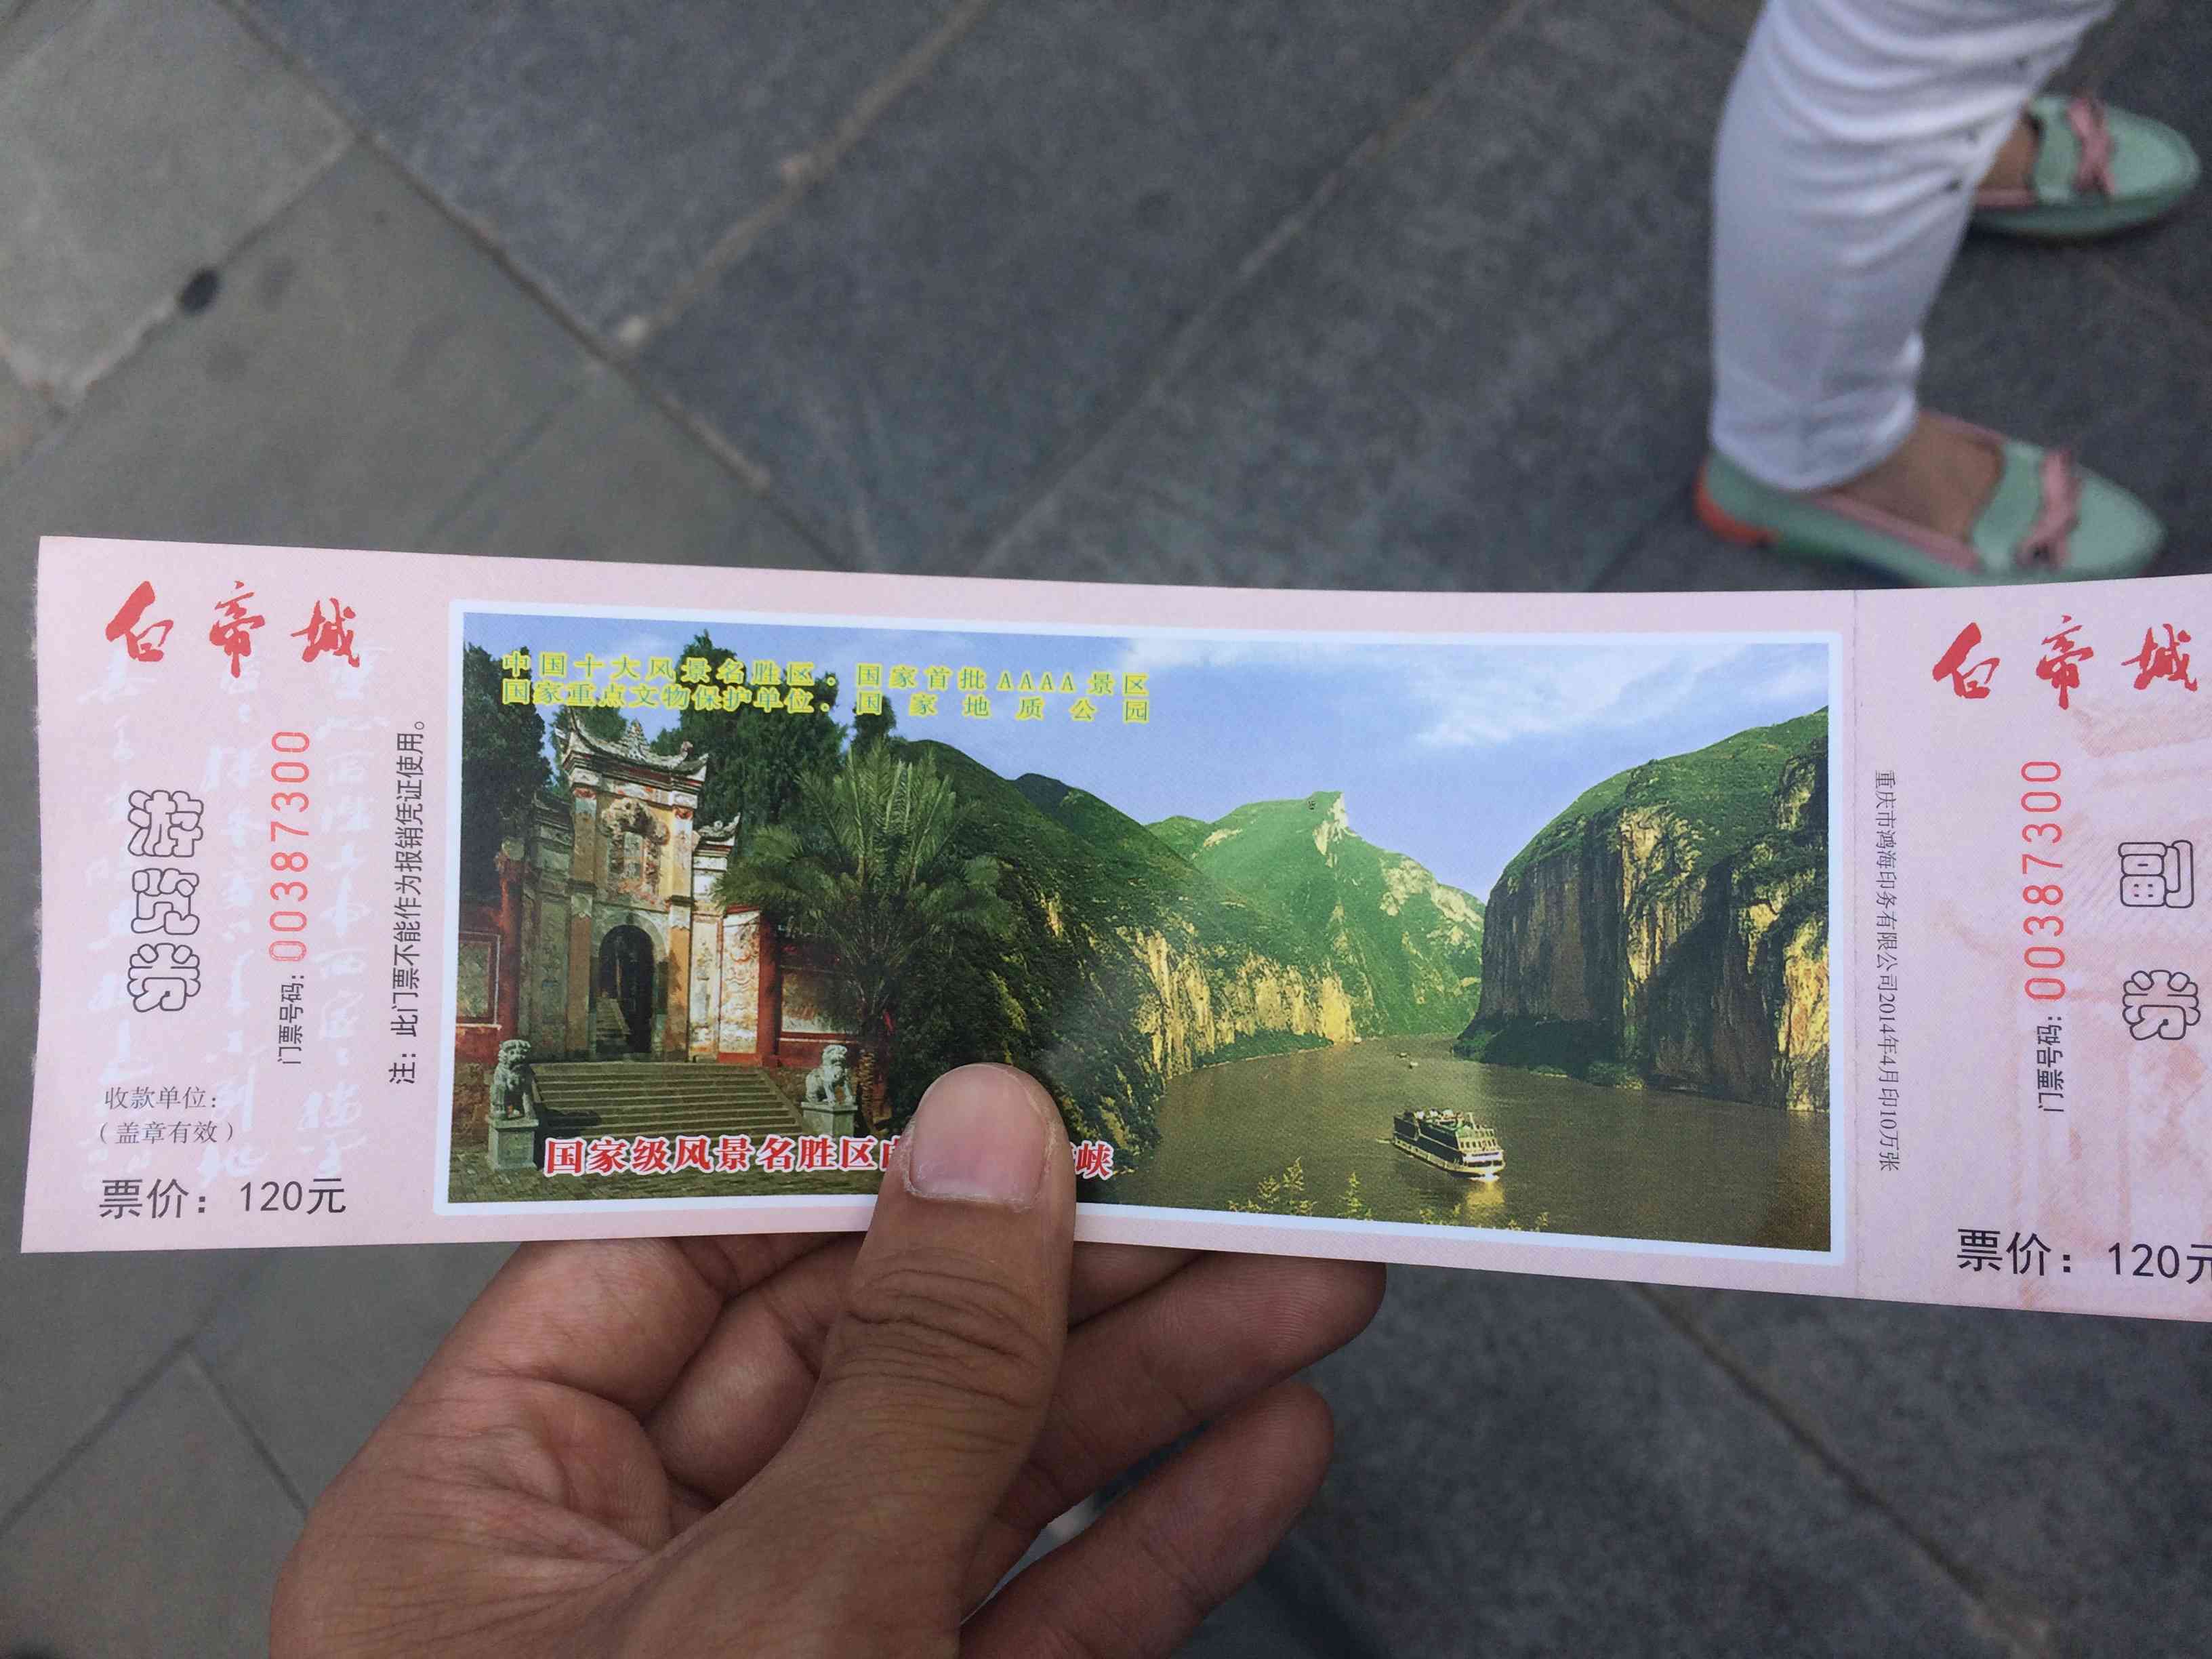 白帝城
游览券
门票号码：00387300
注：此门票不能作为报销凭证使用。
收款单位：
（盖章有效）
票价：120元
中国十大风景名胜区．国家首批AAAA景区
国家重点文物保护单位．国家地质公园
国家级风景名胜区 峡
重庆市鸿海印务有限公司2014年4月印10万张
白帝城
副券
门票号码：00387300
票价：120元